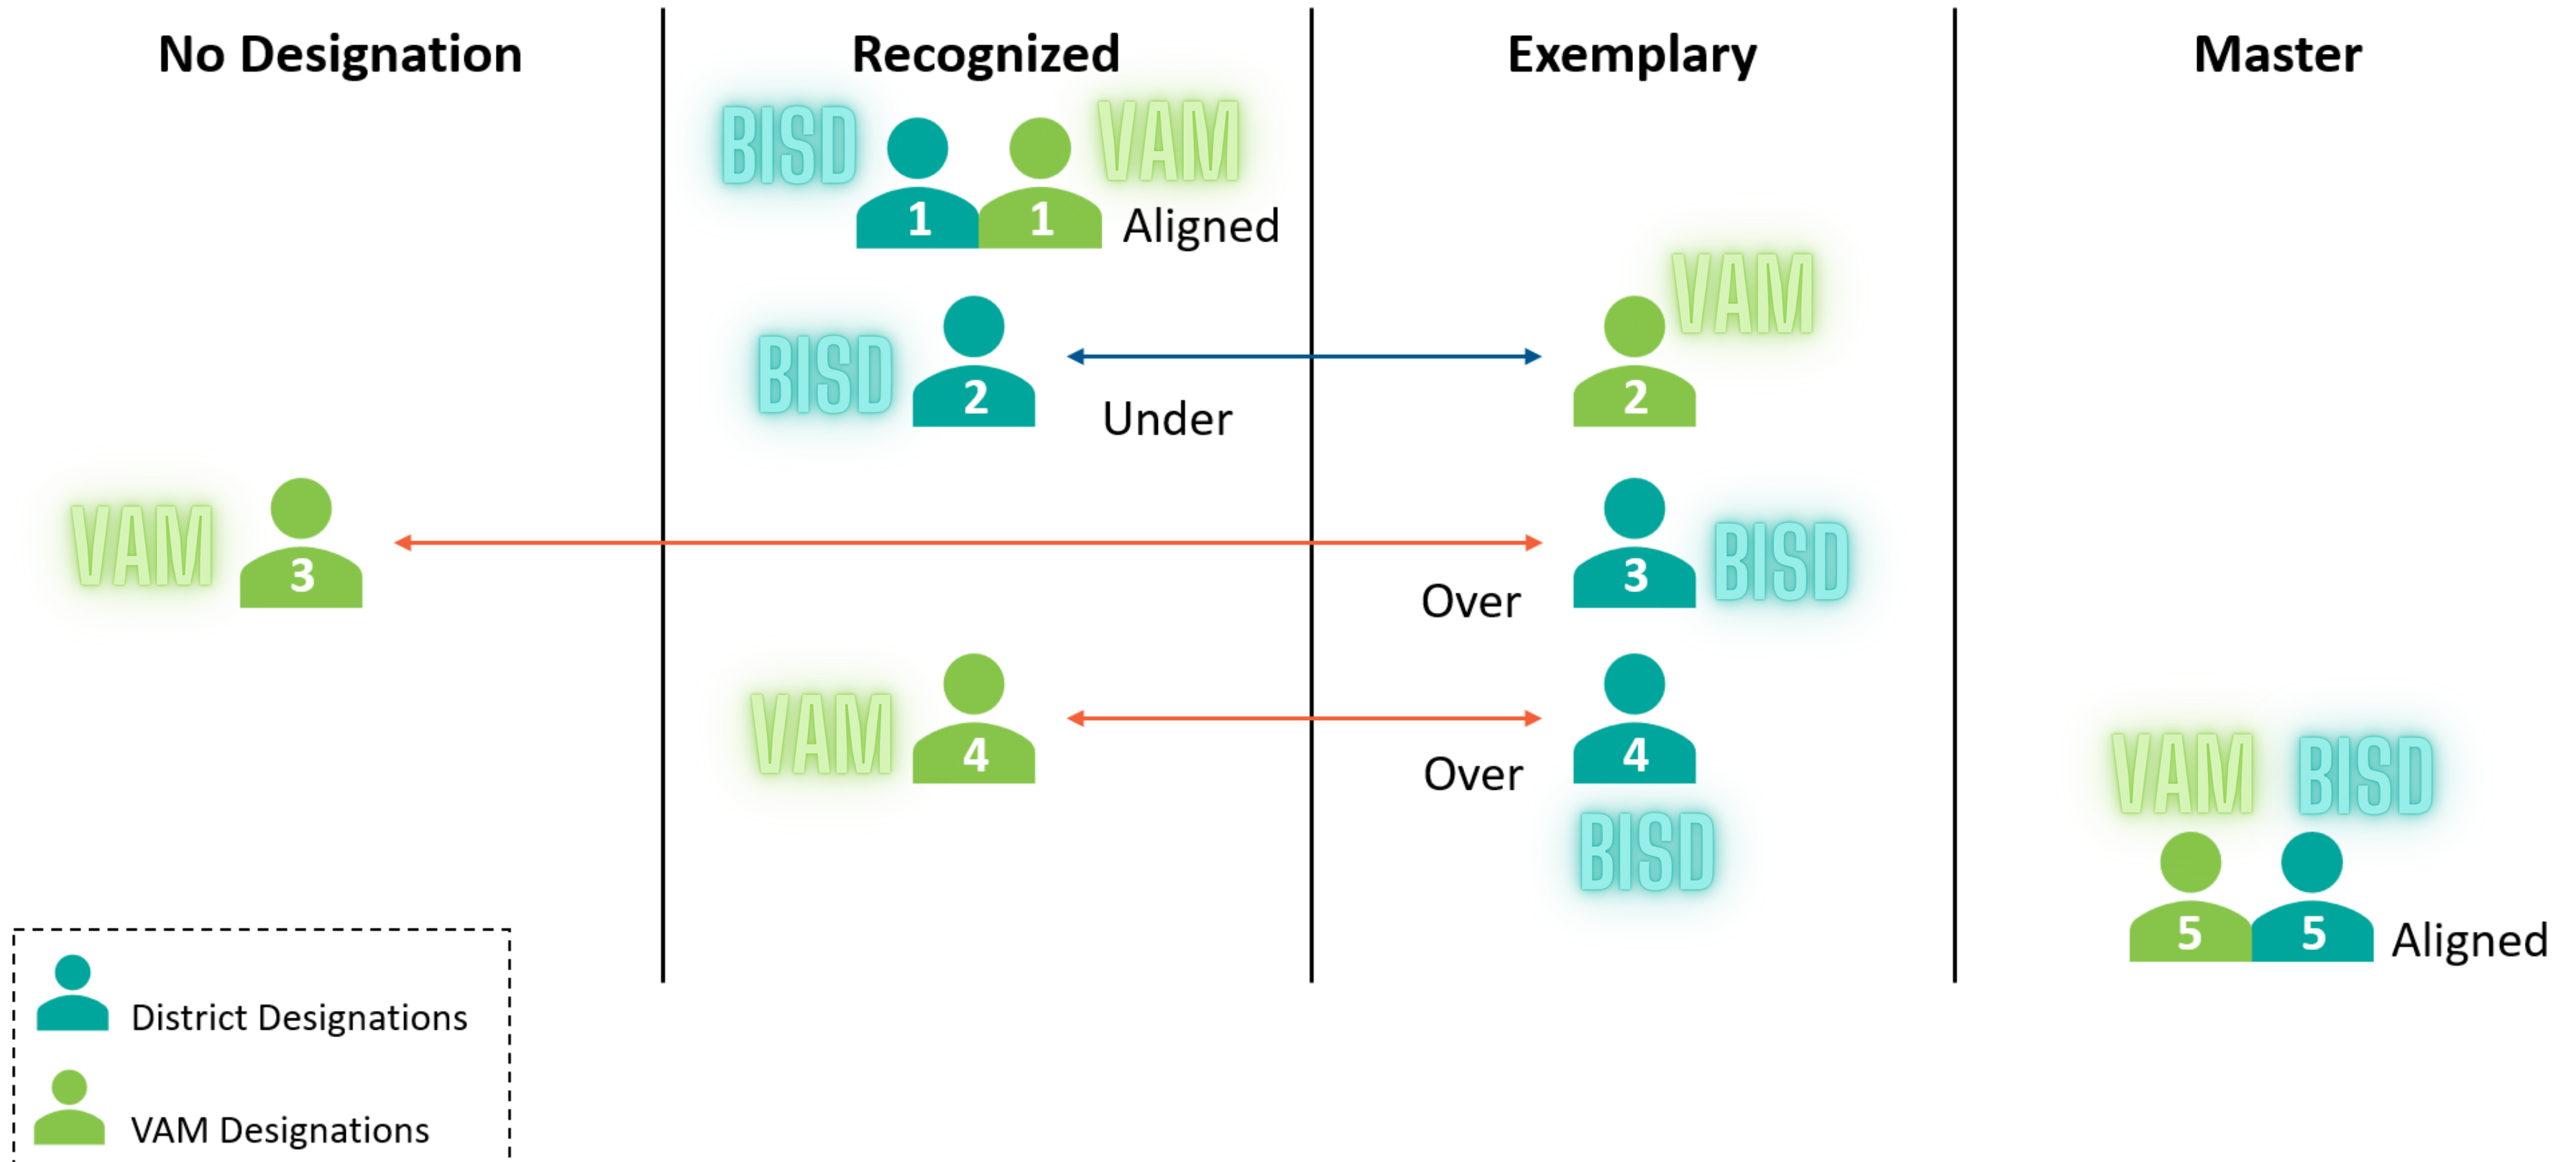 No Designation
Recognized
Exemplary
Master
BISD
1
1
VAM
Aligned
BISD
2
Under
2
VAM
VAM
3
Over
3
BISD
VAM
4
Over
4
BISD
VAM
BISD
5
5
Aligned
District Designations
VAM Designations